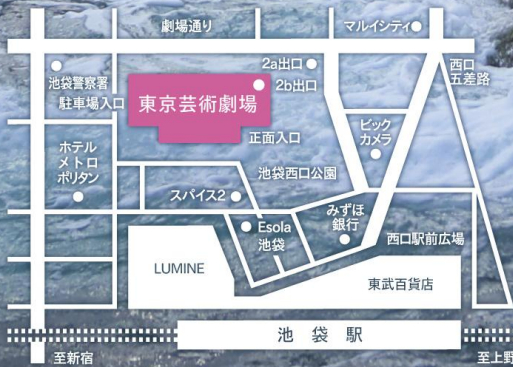 劇場通り
マルイシティ
2a出口
2b出口
西口
五差路
池袋警察署
駐車場入口
東京芸術劇場
正面入口
ビック
カメラ
ホテル
メトロ
ポリタン
池袋西口公園
スパイス2
みずほ
銀行
Esola
池袋
西口駅前広場
LUMINE
東武百貨店
池袋駅
至新宿
至上野